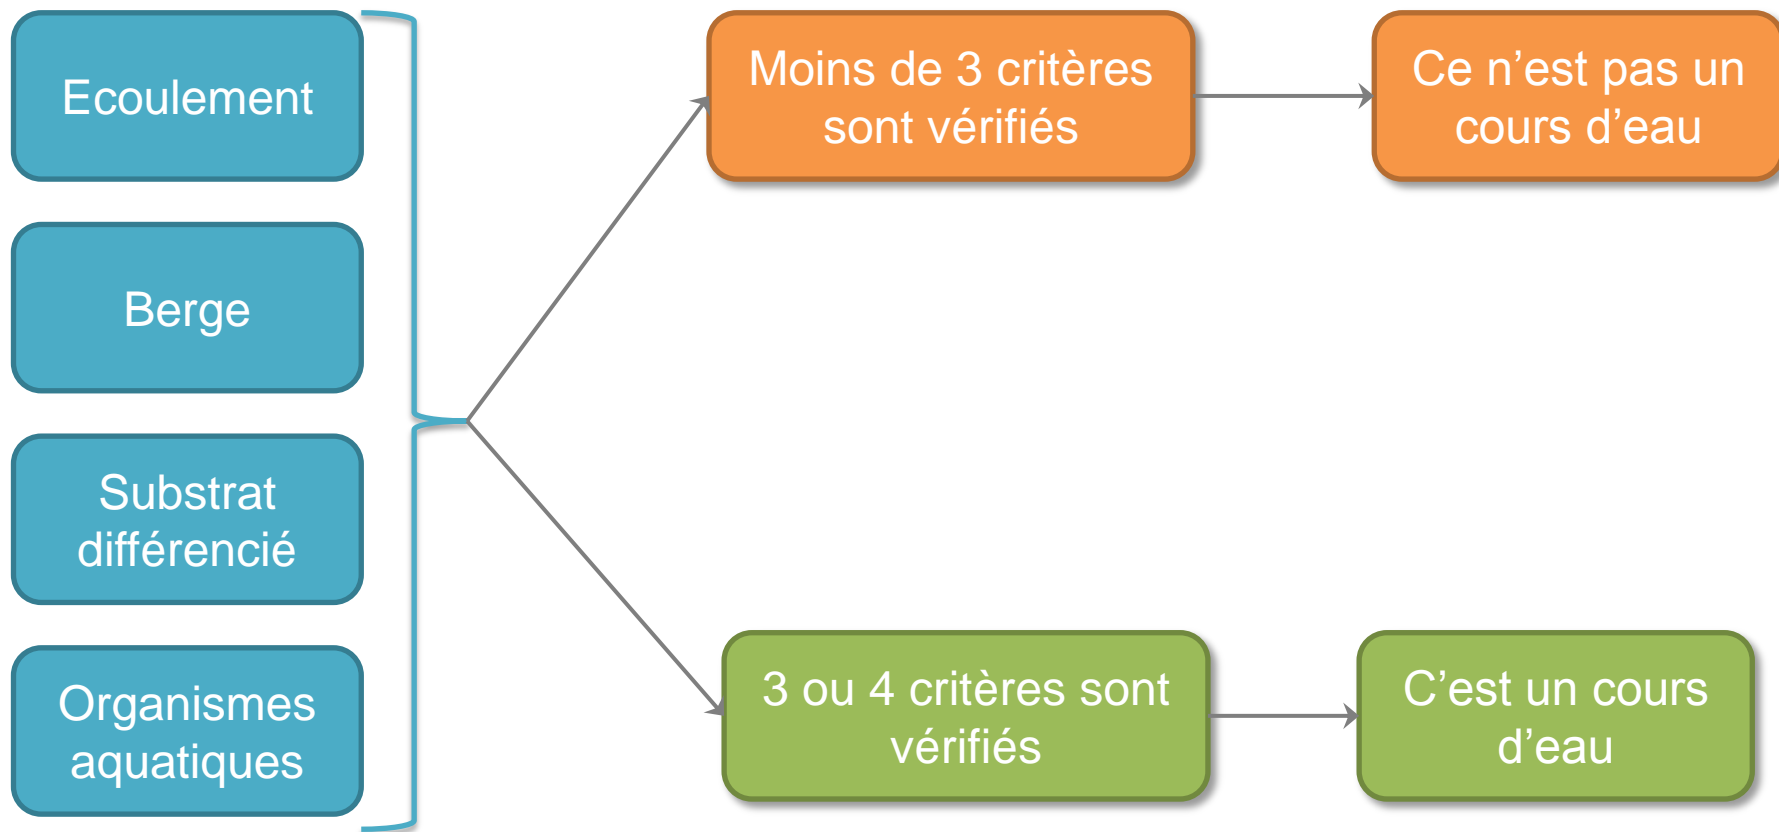 Ecoulement
Berge
Substrat
différencié
Organismes
aquatiques
Moins de 3 critères
sont vérifiés
Ce n’est pas un
cours d’eau
3 ou 4 critères sont
vérifiés
C’est un cours
d’eau